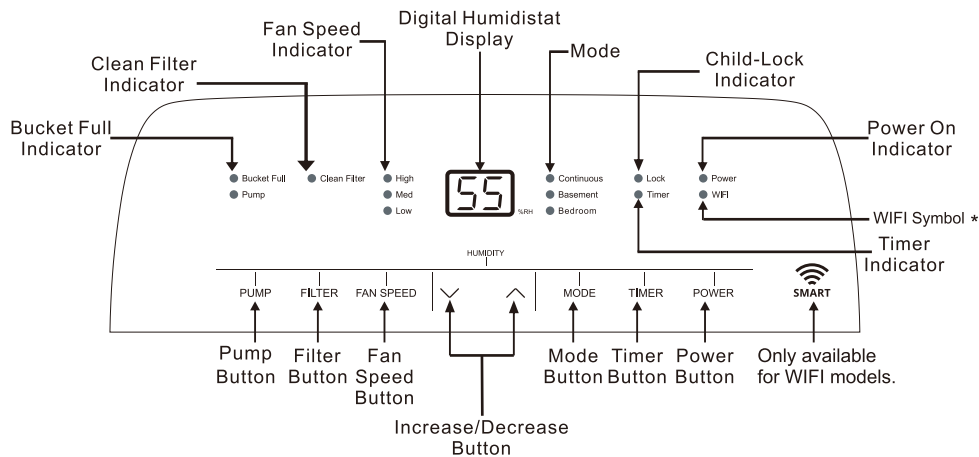 Digital Humidistat
Display
Fan Speed
Indicator
Mode
Child-Lock
Indicator
Clean Filter
Indicator
Bucket Full
Indicator
Power On
Indicator
Bucket Full
Clean Filter
High
55
%RH
Continuous
Lock
Power
Pump
Med
Basement
Timer
WIFI
Low
Bedroom
WIFI Symbol *
Timer
Indicator
HUMIDITY
PUMP
FILTER
FAN SPEED
MODE
TIMER
POWER
SMART
Pump
Button
Filter
Button
Fan
Speed
Button
Mode
Button
Timer
Button
Power
Button
Only available
for WIFI models.
Increase/Decrease
Button